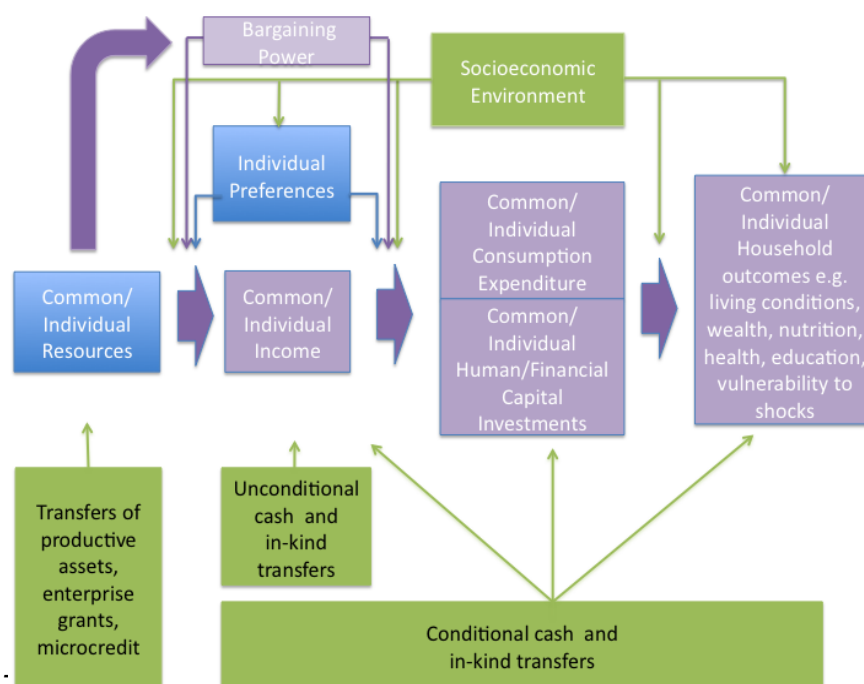 Bargaining
Power
Socioeconomic
Environment
Individual
Preferences
Common/
Individual
Resources
Common/
Individual
Income
Common/
Individual
Consumption
Expenditure
Common/
Individual
Human/Financial
Capital
Investments
Common/
Individual
Household
outcomes e.g.
living conditions,
wealth, nutrition,
health, education,
vulnerability to
shocks
Transfers of
productive
assets,
enterprise
grants,
microcredit
Unconditional
cash and
in-kind
transfers
Conditional cash and
in-kind transfers